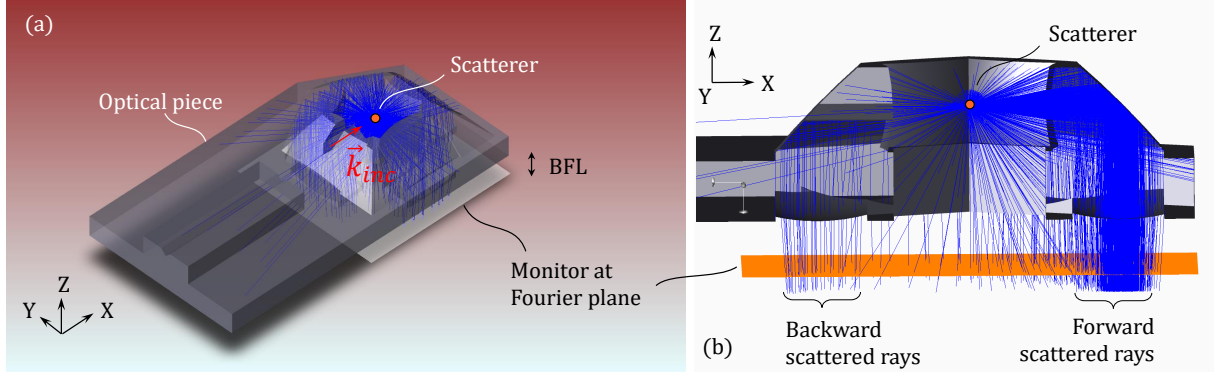 (a)
Scatterer
Optical piece
k inc
BFL
Monitor at
Fourier plane
Z
Y
X
Z
Y
X
Scatterer
Backward
scattered rays
Forward
scattered rays
(b)